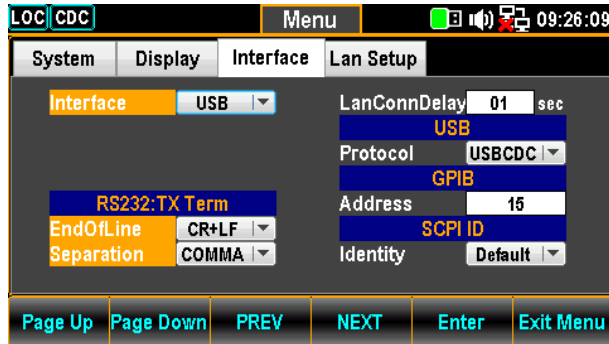 LOC CDC Menu 09:26:09
System Display Interface Lan Setup
Interface USB
LanConnDelay 01 sec
USB
Protocol USBCDC
GPIB
RS232:TX Term
Address 15
EndOfLine CR+LF
SCPI ID
Separation COMMA
Identity Default
Page Up Page Down PREV NEXT Enter Exit Menu